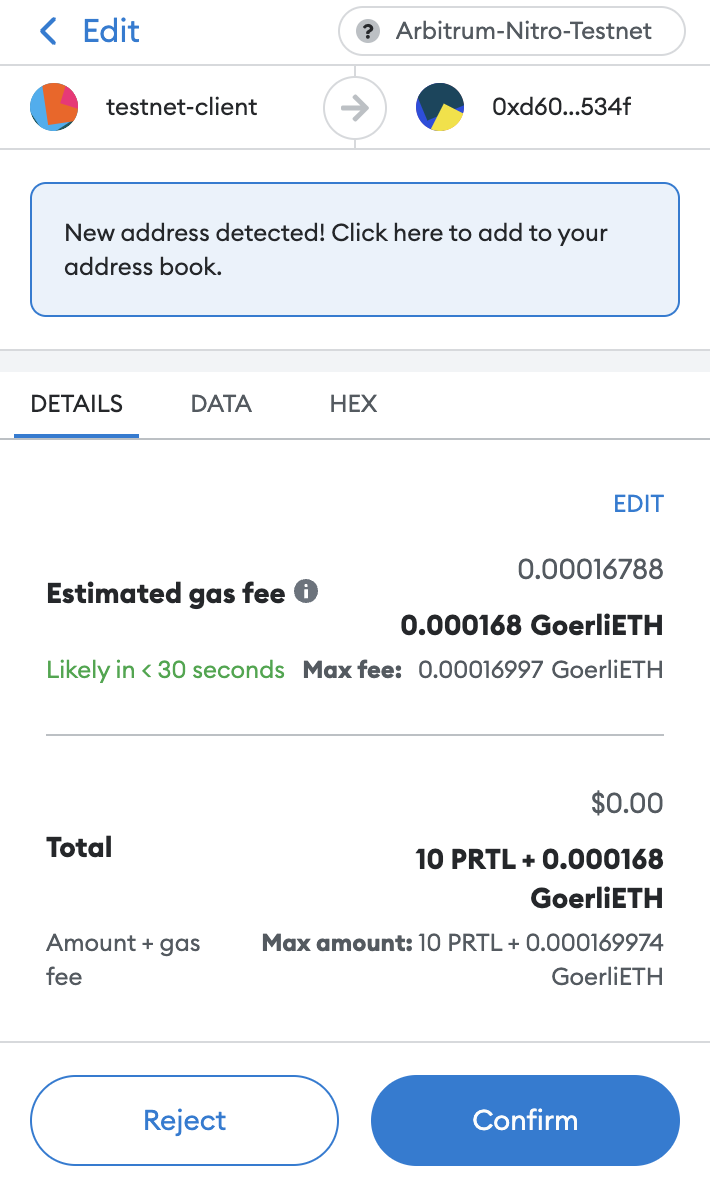 Edit
? Arbitrum-Nitro-Testnet
testnet-client
0xd60...534f
New address detected! Click here to add to your
address book.
DETAILS
DATA
HEX
EDIT
0.00016788
Estimated gas fee i
0.000168 GoerliETH
Likely in < 30 seconds Max fee: 0.00016997 GoerliETH
$0.00
Total
10 PRTL + 0.000168
GoerliETH
Amount + gas
fee
Max amount: 10 PRTL + 0.000169974
GoerliETH
Reject
Confirm